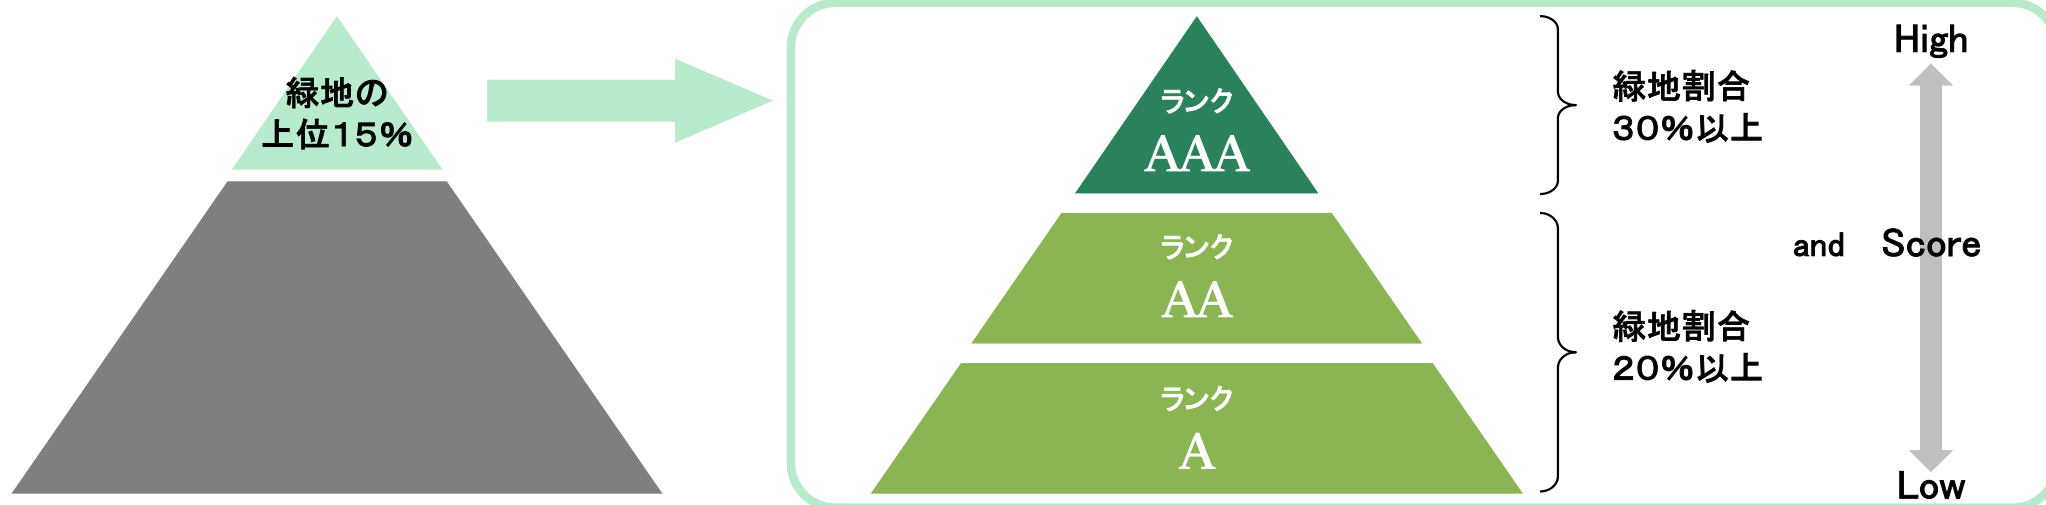 緑地の
上位15%
ランク
AAA
ランク
AA
ランク
A
緑地割合
30%以上
緑地割合
20%以上
and
High
Score
Low